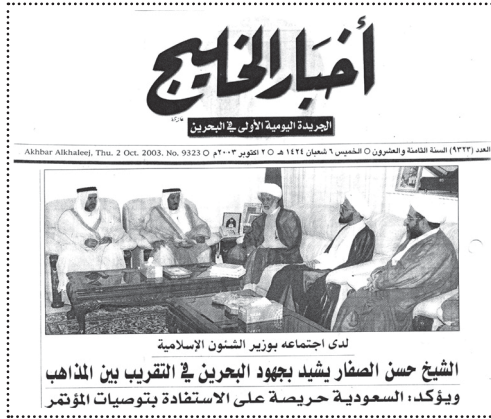 أخبار الخليج
الجريدة اليومية الأولى في البحرين
العدد (٩٣٢٣) السنة الثامنة والعشرون O الخميس ٦ شعبان ١٤٢٤ هـ O ٢ أكتوبر ٢٠٠٣م O Akhbar Alkhaleej, Thu. 2 Oct. 2003. No. 9323
لدى اجتماعه بوزير الشئون الإسلامية
الشيخ حسن الصفار يشيد بجهود البحرين في التقريب بين المذاهب
ويؤكد: السعودية حريصة على الاستفادة بتوصيات المؤتمر